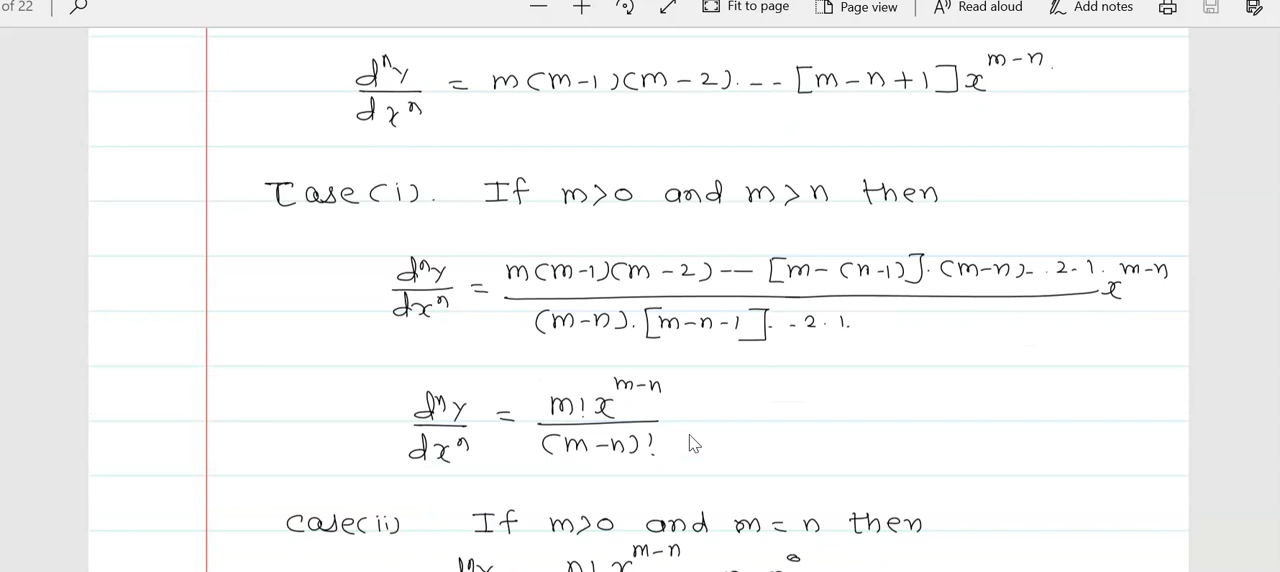 of 22 Fit to page Page view A Read aloud Add notes
dⁿy/dxⁿ = m(m-1)(m-2)---[m-n+1]x^{m-n}.
Case(i). If m>0 and m>n then
dⁿy/dxⁿ = m(m-1)(m-2)---[m-(n-1)].(m-n)-.2-1. / (m-n).[m-n-1]. -2.1. x^{m-n}
dⁿy/dxⁿ = m!x^{m-n} / (m-n)!
case(ii) If m>0 and m=n then